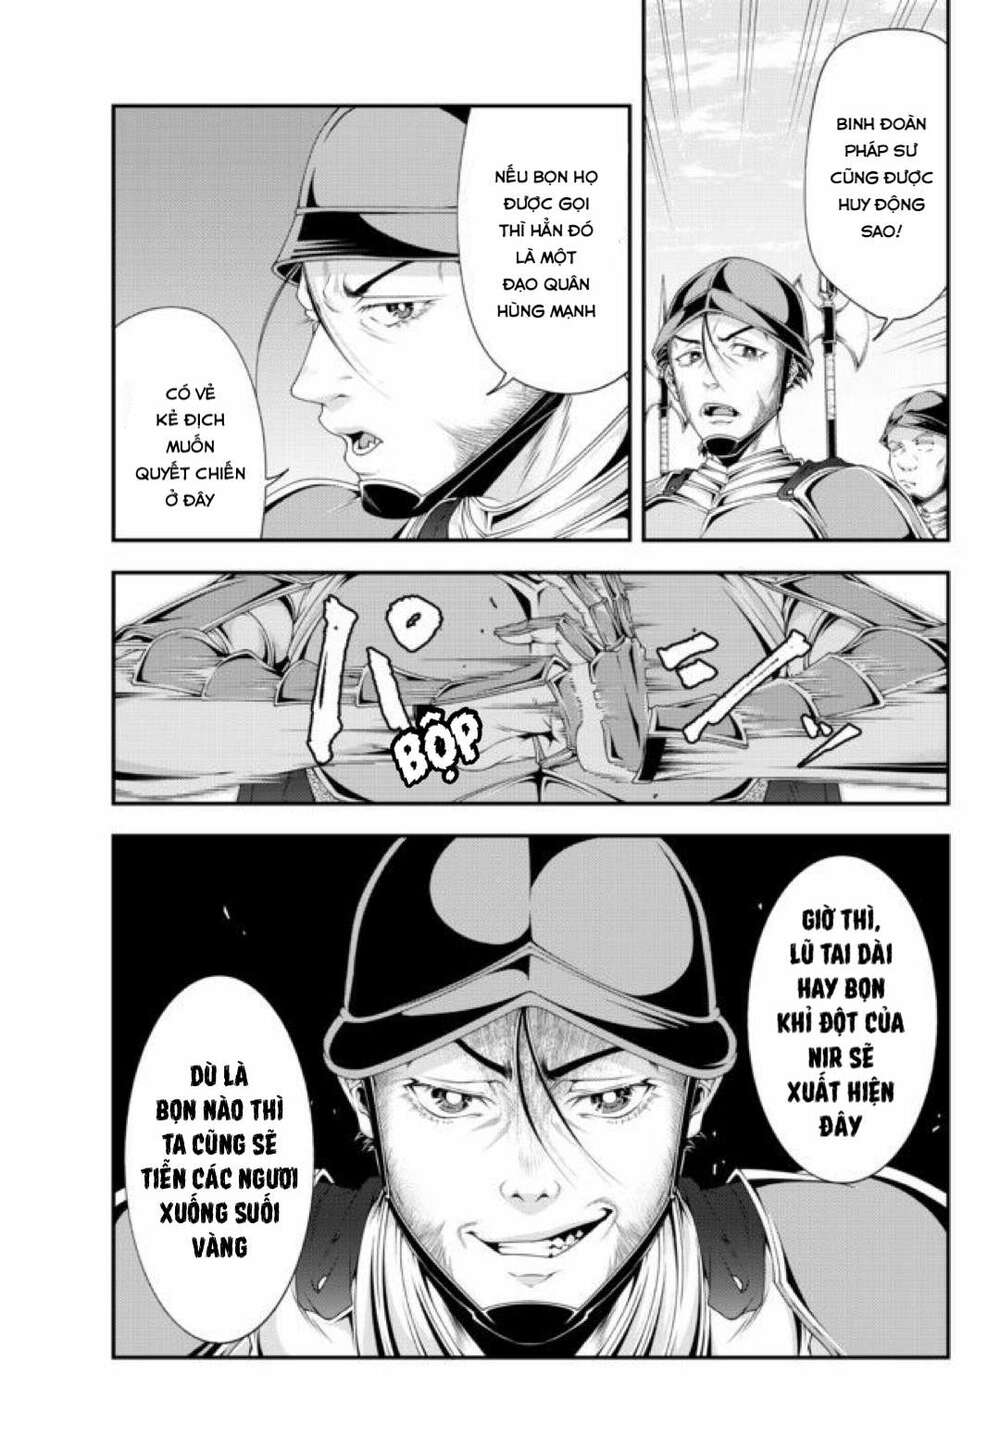 BINH ĐOÀN
PHÁP SƯ
CŨNG ĐƯỢC
HUY ĐỘNG
SAO!
NẾU BỌN HỌ
ĐƯỢC GỌI
THÌ HẲN ĐÓ
LÀ MỘT
ĐẠO QUÂN
HÙNG MẠNH
CÓ VẺ
KẺ ĐỊCH
MUỐN
QUYẾT CHIẾN
Ở ĐÂY
パンッ
BỘP
GIỜ THÌ,
LŨ TAI DÀI
HAY BỌN
KHỈ ĐỘT CỦA
NIR SẼ
XUẤT HIỆN
ĐÂY
DÙ LÀ
BỌN NÀO THÌ
TA CŨNG SẼ
TIỄN CÁC NGƯƠI
XUỐNG SUỐI
VÀNG